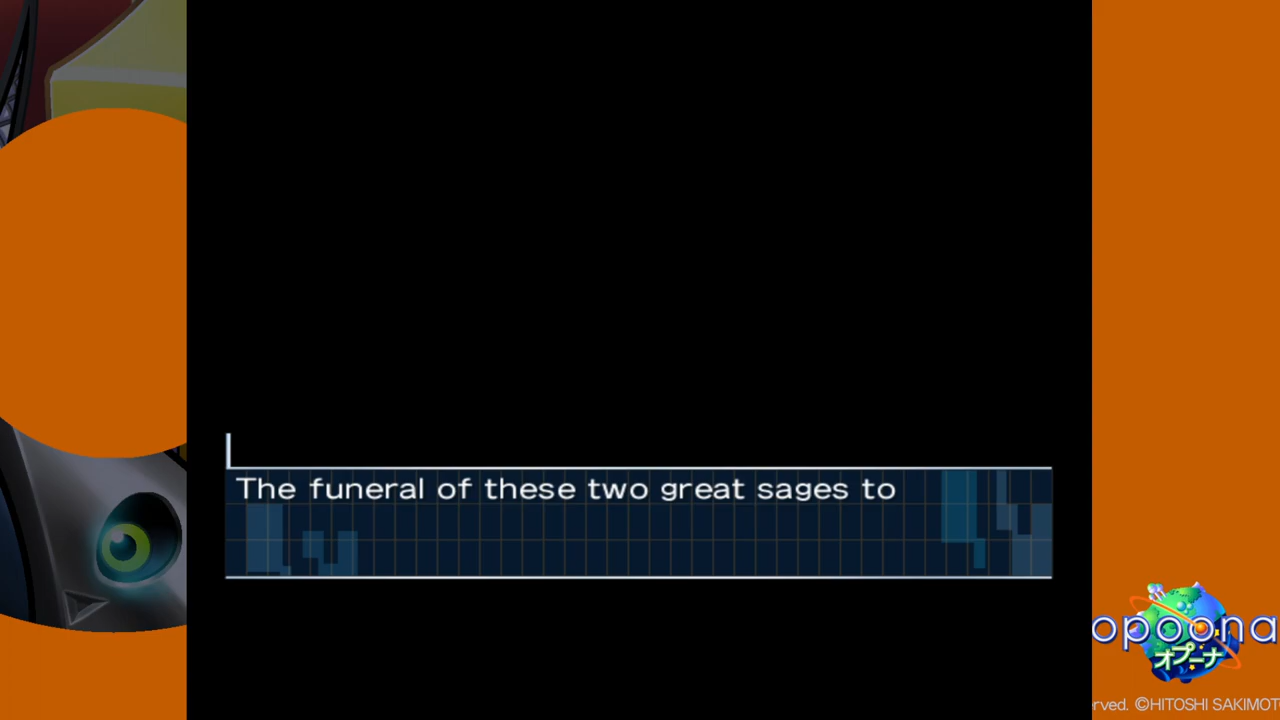 The funeral of these two great sages to
opoona
オプーナ
rved. ©HITOSHI SAKIMOT